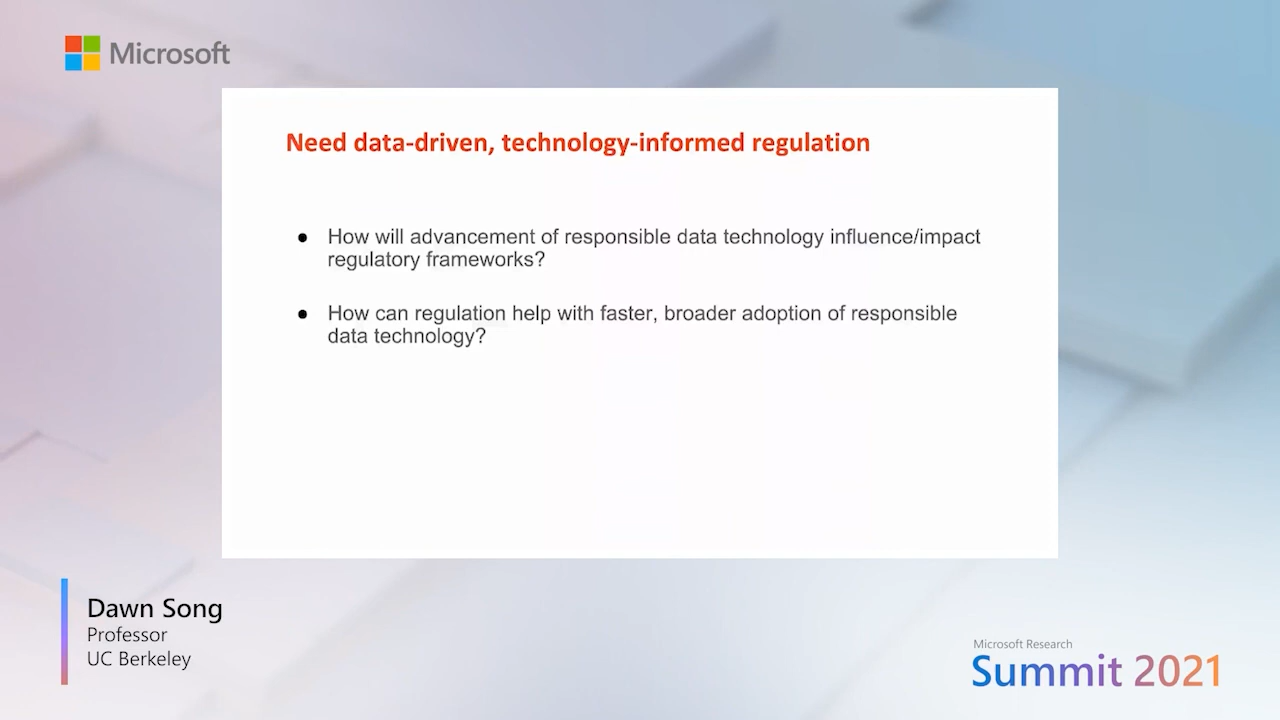 Microsoft
Need data-driven, technology-informed regulation
● How will advancement of responsible data technology influence/impact
regulatory frameworks?
● How can regulation help with faster, broader adoption of responsible
data technology?
Dawn Song
Professor
UC Berkeley
Microsoft Research
Summit 2021